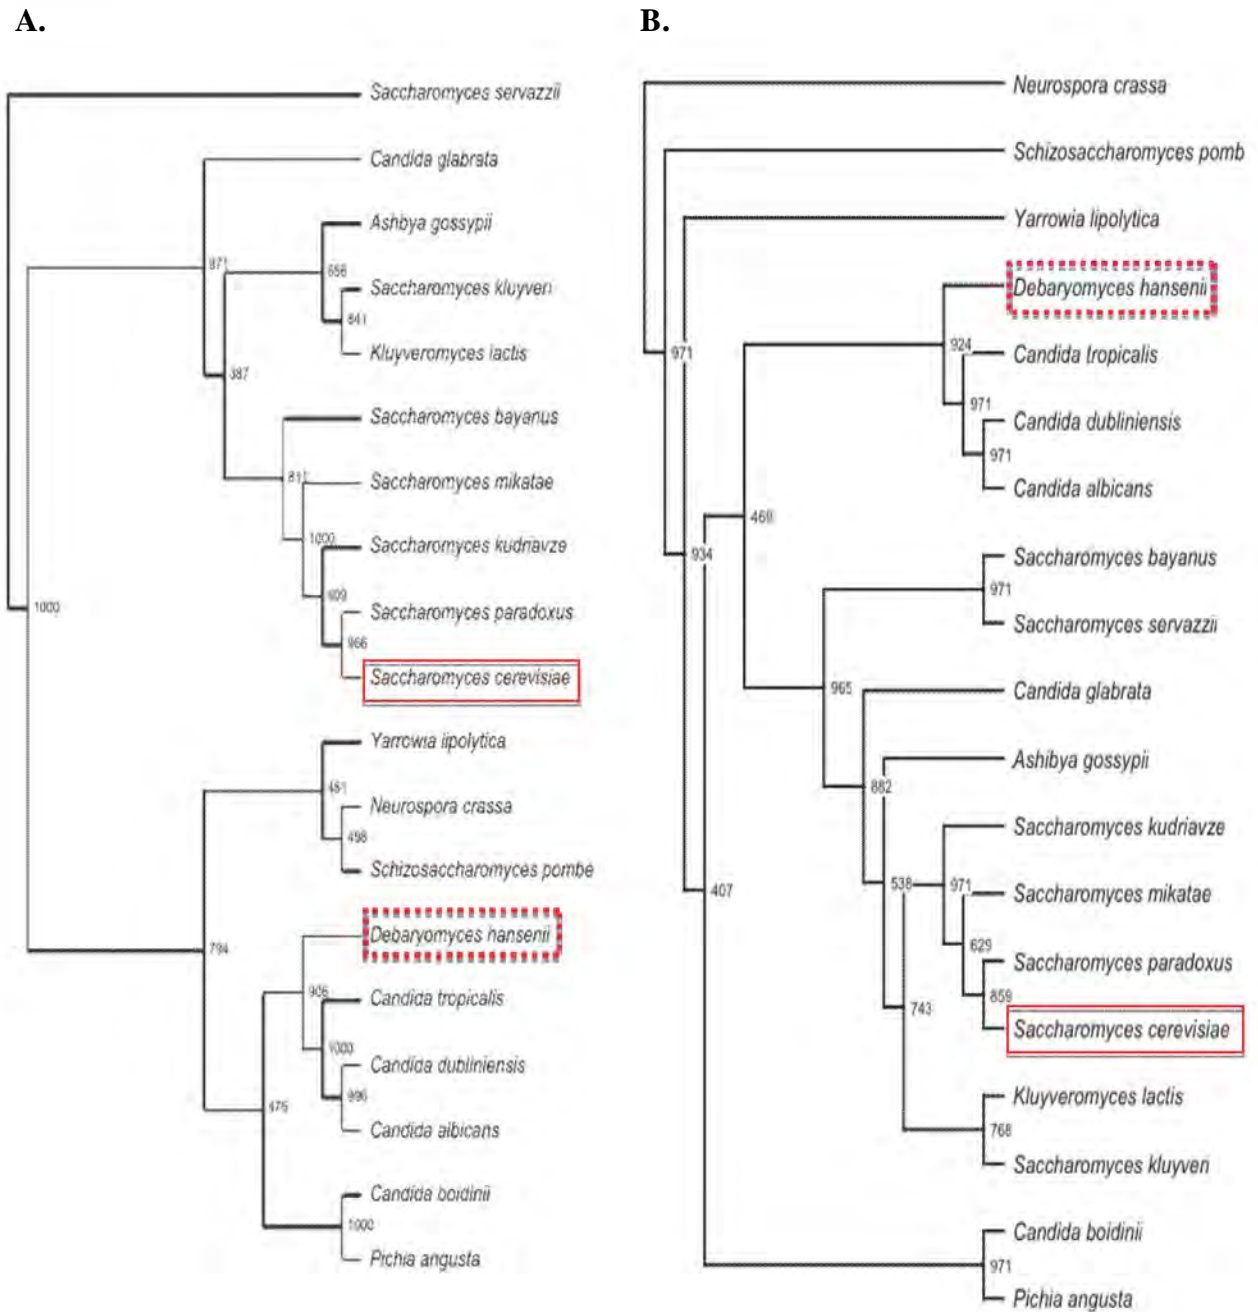 A.
Saccharomyces servazzii
Candida glabrata
871
Ashbya gossypii
656
Saccharomyces kluyveri
841
Kluyveromyces lactis
387
Saccharomyces bayanus
811
Saccharomyces mikatae
1000
Saccharomyces kudriavze
609
Saccharomyces paradoxus
966
Saccharomyces cerevisiae
1000
Yarrowia lipolytica
451
Neurospora crassa
498
Schizosaccharomyces pombe
794
Debaryomyces hansenii
906
Candida tropicalis
1000
Candida dubliniensis
996
Candida albicans
476
Candida boidinii
1000
Pichia angusta
B.
Neurospora crassa
Schizosaccharomyces pomb
971
Yarrowia lipolytica
934
Debaryomyces hansenii
924
Candida tropicalis
971
Candida dubliniensis
971
Candida albicans
469
Saccharomyces bayanus
971
Saccharomyces servazzii
965
Candida glabrata
882
Ashibya gossypii
538
Saccharomyces kudriavze
971
Saccharomyces mikatae
629
Saccharomyces paradoxus
859
Saccharomyces cerevisiae
743
Kluyveromyces lactis
768
Saccharomyces kluyveri
407
Candida boidinii
971
Pichia angusta